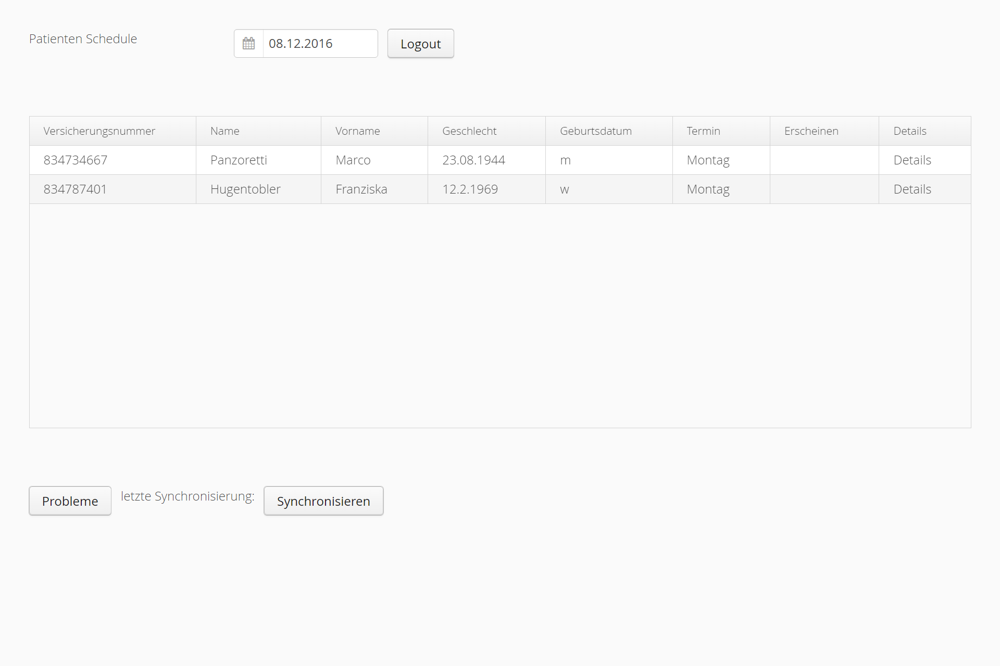 Patienten Schedule
08.12.2016
Logout
Versicherungsnummer Name Vorname Geschlecht Geburtsdatum Termin Erscheinen Details
834734667 Panzoretti Marco 23.08.1944 m Montag Details
834787401 Hugentobler Franziska 12.2.1969 w Montag Details
Probleme letzte Synchronisierung: Synchronisieren